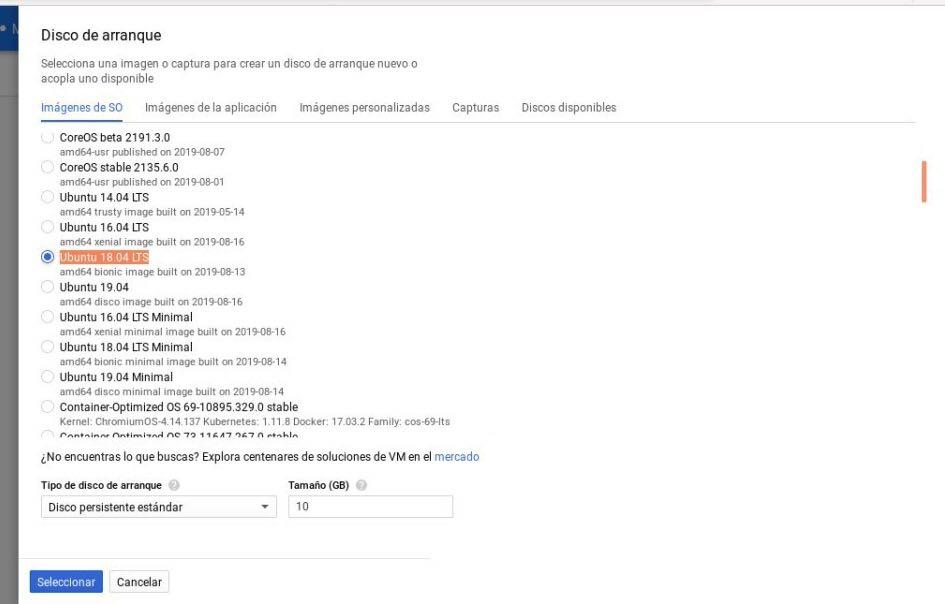 Disco de arranque
Selecciona una imagen o captura para crear un disco de arranque nuevo o
acopla uno disponible
Imágenes de SO Imágenes de la aplicación Imágenes personalizadas Capturas Discos disponibles
CoreOS beta 2191.3.0
amd64-usr published on 2019-08-07
CoreOS stable 2135.6.0
amd64-usr published on 2019-08-01
Ubuntu 14.04 LTS
amd64 trusty image built on 2019-05-14
Ubuntu 16.04 LTS
amd64 xenial image built on 2019-08-16
Ubuntu 18.04 LTS
amd64 bionic image built on 2019-08-13
Ubuntu 19.04
amd64 disco image built on 2019-08-16
Ubuntu 16.04 LTS Minimal
amd64 xenial minimal image built on 2019-08-16
Ubuntu 18.04 LTS Minimal
amd64 bionic minimal image built on 2019-08-14
Ubuntu 19.04 Minimal
amd64 disco minimal image built on 2019-08-14
Container-Optimized OS 69-10895.329.0 stable
Kernel: ChromiumOS-4.14.137 Kubernetes: 1.11.8 Docker: 17.03.2 Family: cos-69-lts
Container-Optimized OS 73-11647.267.0 stable
¿No encuentras lo que buscas? Explora centenares de soluciones de VM en el mercado
Tipo de disco de arranque Tamaño (GB)
Disco persistente estándar 10
Seleccionar Cancelar